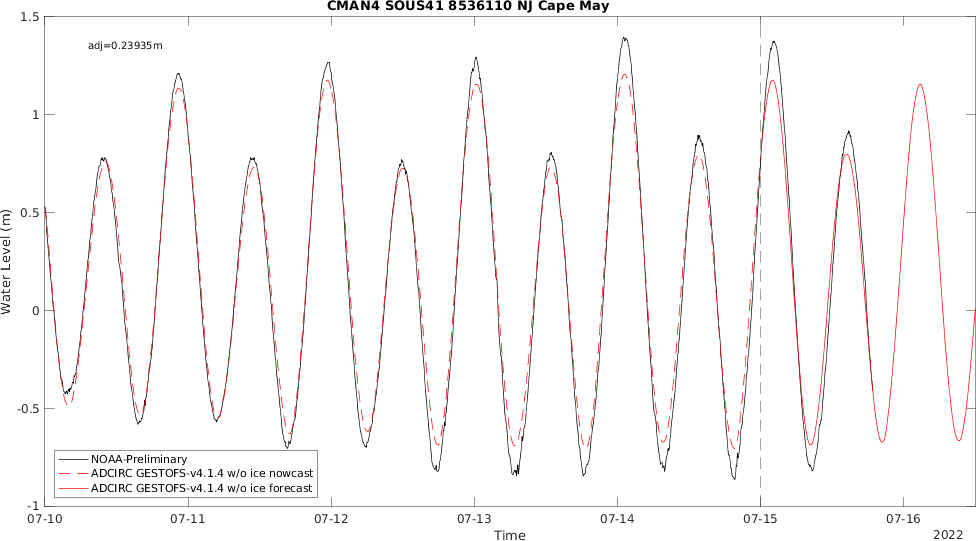 CMAN4 SOUS41 8536110 NJ Cape May
adj=0.23935m
1.5
1
0.5
0
-0.5
-1
Water Level (m)
NOAA-Preliminary
ADCIRC GESTOFS-v4.1.4 w/o ice nowcast
ADCIRC GESTOFS-v4.1.4 w/o ice forecast
07-10 07-11 07-12 07-13 07-14 07-15 07-16
Time
2022